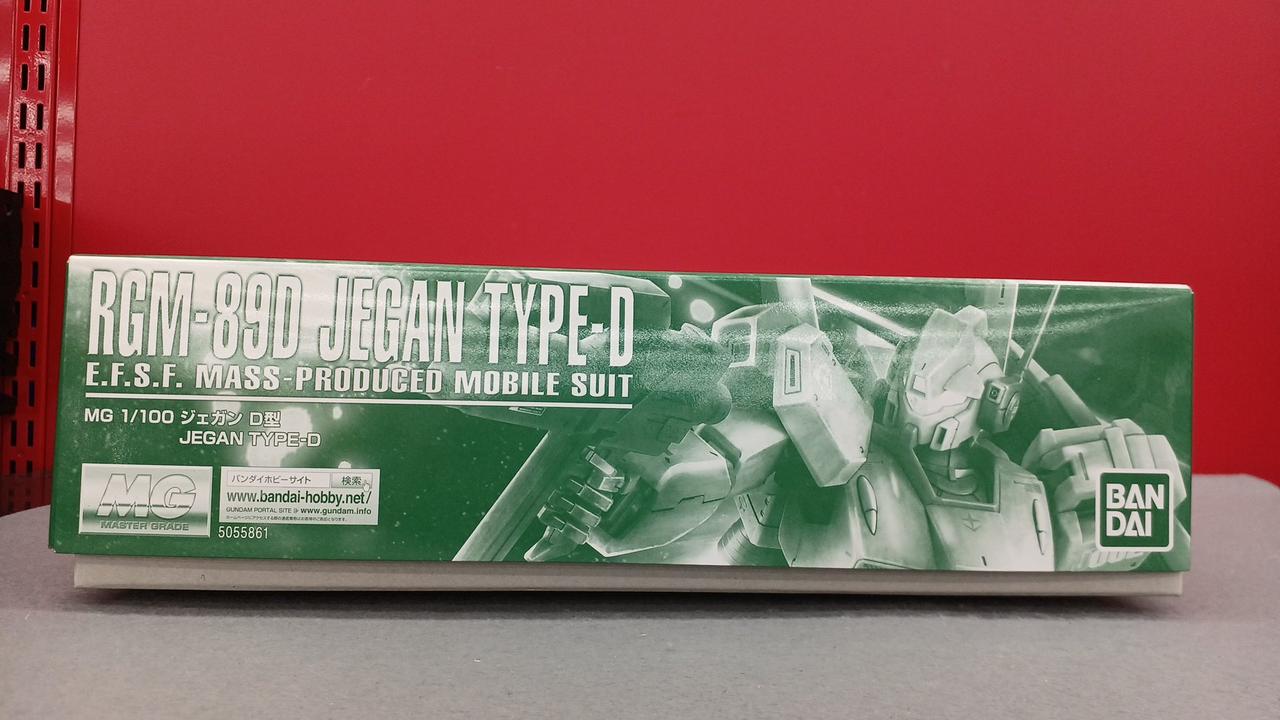 RGM-89D JEGAN TYPE-D
E.F.S.F. MASS-PRODUCED MOBILE SUIT
MG 1/100 ジェガン D型
JEGAN TYPE-D
MG
MASTER GRADE
バンダイホビーサイト 検索
www.bandai-hobby.net/
GUNDAM PORTAL SITE ≫ www.gundam.info
5055861
BAN
DAI